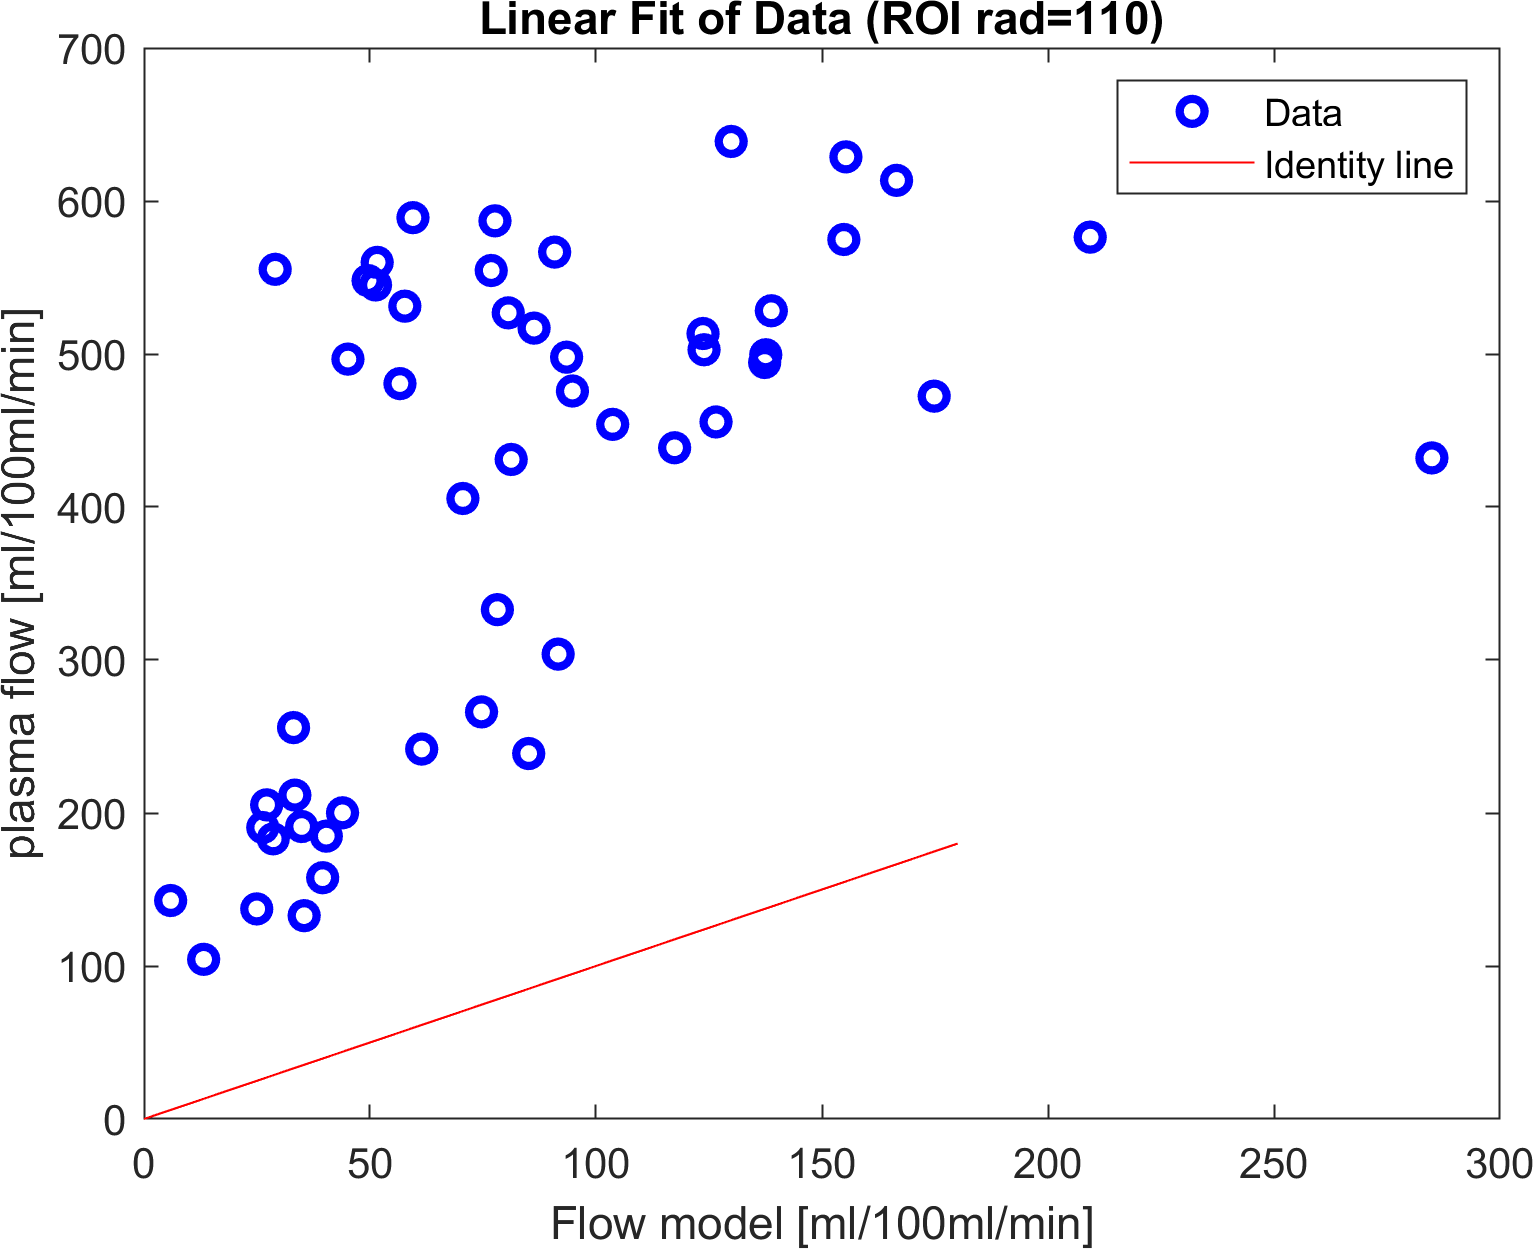 Linear Fit of Data (ROI rad=110)
700
600
500
400
300
200
100
0
plasma flow [ml/100ml/min]
Data
Identity line
0 50 100 150 200 250 300
Flow model [ml/100ml/min]